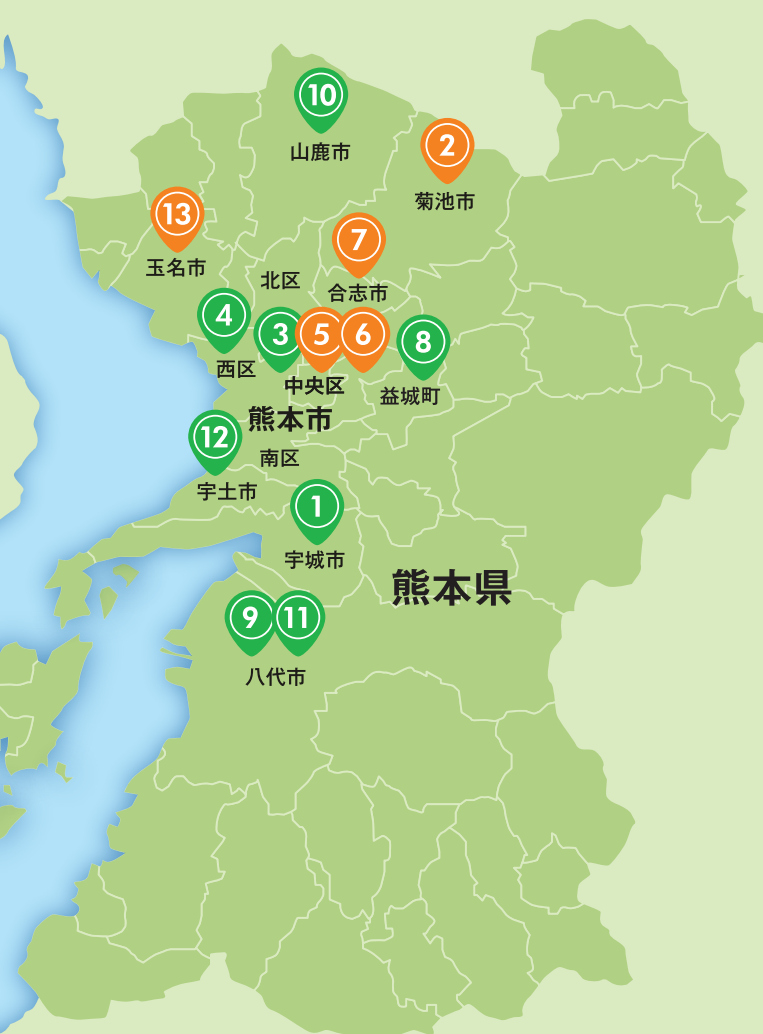 10
山鹿市
2
菊池市
13
玉名市
7
合志市
北区
4
西区
3
5
6
中央区
8
益城町
熊本市
12
宇土市
南区
1
宇城市
熊本県
9
11
八代市